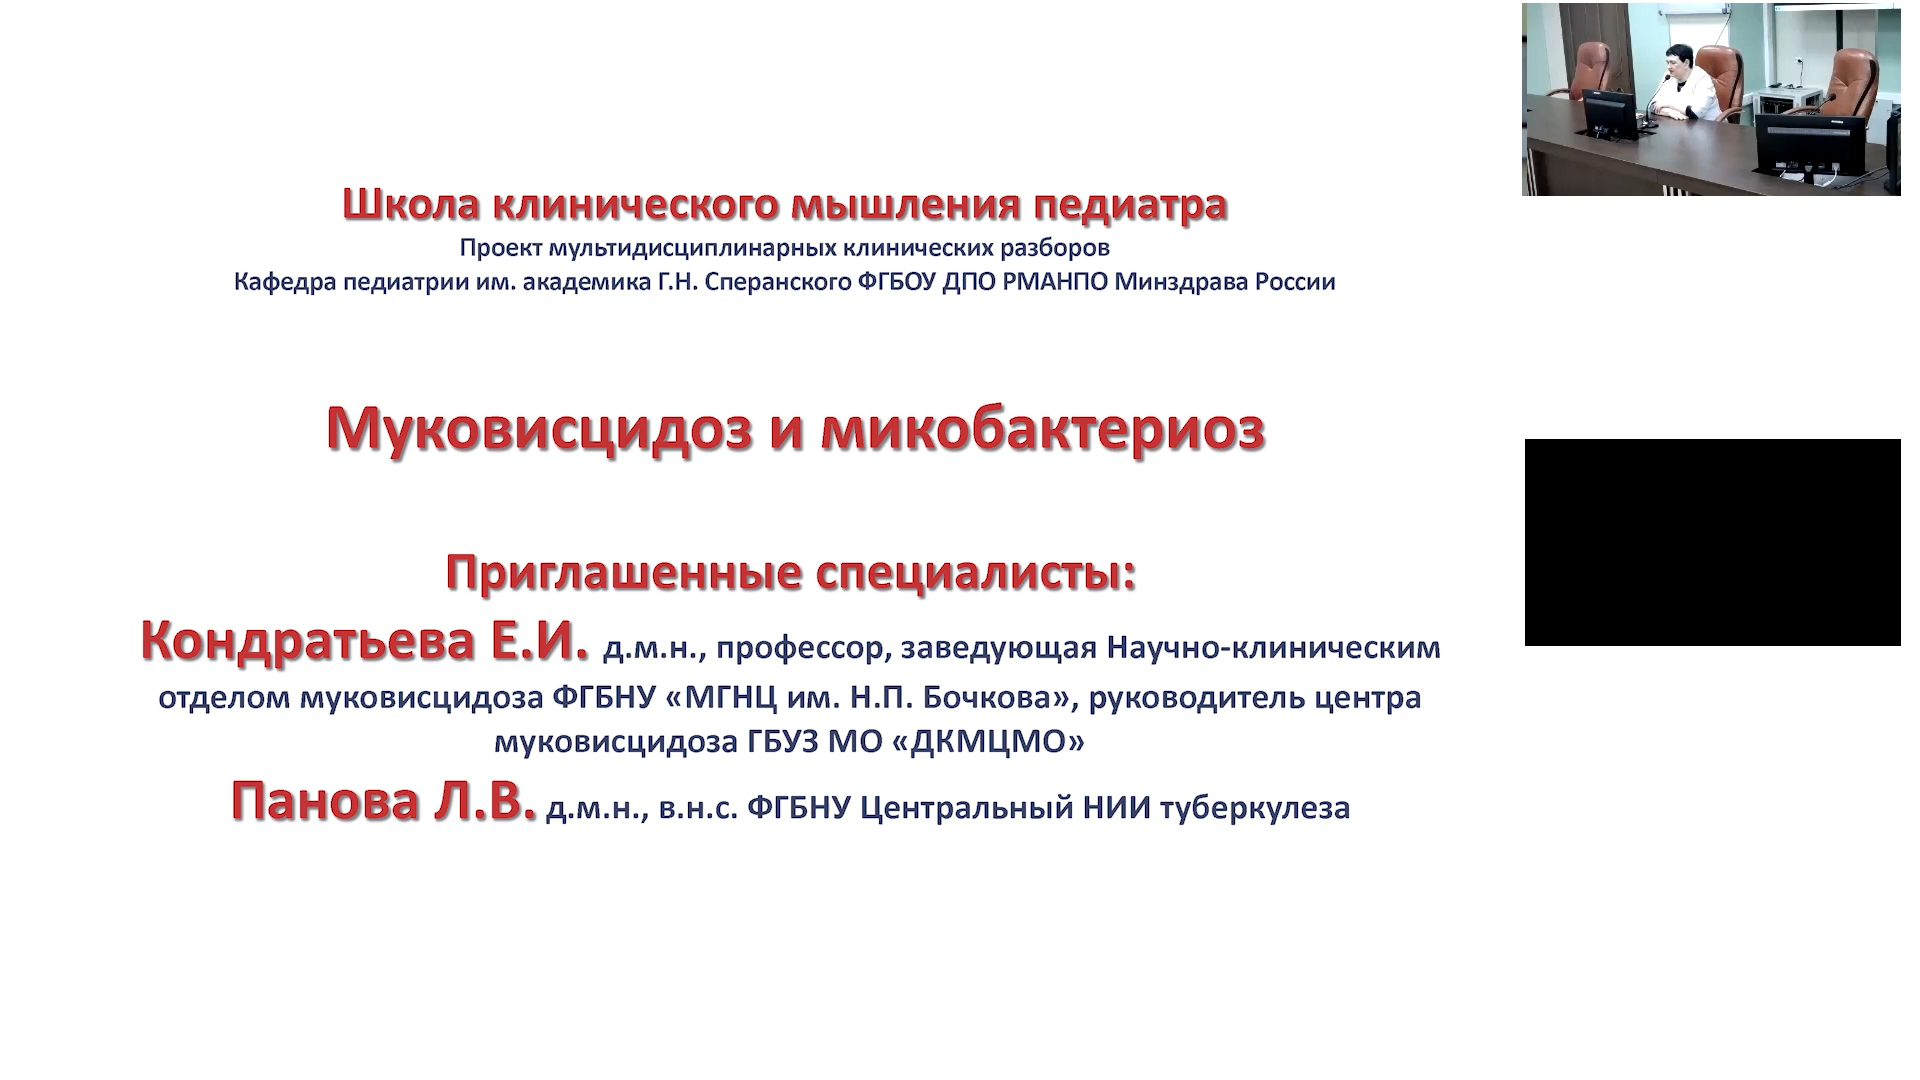 Школа клинического мышления педиатра
Проект мультидисциплинарных клинических разборов
Кафедра педиатрии им. академика Г.Н. Сперанского ФГБОУ ДПО РМАНПО Минздрава России
Муковисцидоз и микобактериоз
Приглашенные специалисты:
Кондратьева Е.И. д.м.н., профессор, заведующая Научно-клиническим
отделом муковисцидоза ФГБНУ «МГНЦ им. Н.П. Бочкова», руководитель центра
муковисцидоза ГБУЗ МО «ДКМЦМО»
Панова Л.В. д.м.н., в.н.с. ФГБНУ Центральный НИИ туберкулеза